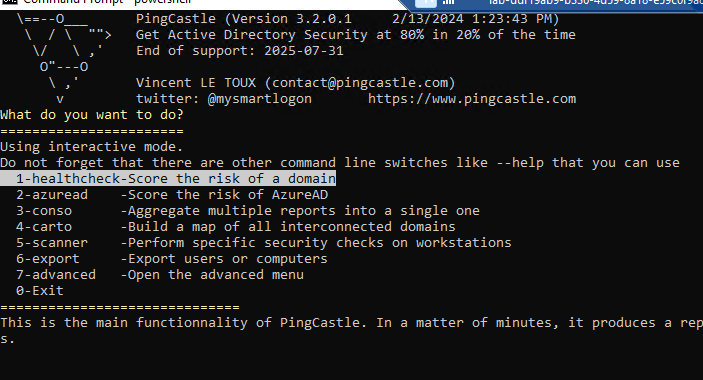 Command Prompt - powershell
\==--O___      PingCastle (Version 3.2.0.1     2/13/2024 1:23:43 PM)
\  / \  "">   Get Active Directory Security at 80% in 20% of the time
\/   \ ,'    End of support: 2025-07-31
O"---O
\ ,'       Vincent LE TOUX (contact@pingcastle.com)
v         twitter: @mysmartlogon       https://www.pingcastle.com
What do you want to do?
=======================
Using interactive mode.
Do not forget that there are other command line switches like --help that you can use
1-healthcheck-Score the risk of a domain
2-azuread    -Score the risk of AzureAD
3-conso      -Aggregate multiple reports into a single one
4-carto      -Build a map of all interconnected domains
5-scanner    -Perform specific security checks on workstations
6-export     -Export users or computers
7-advanced   -Open the advanced menu
0-Exit
==============================
This is the main functionnality of PingCastle. In a matter of minutes, it produces a rep
s.